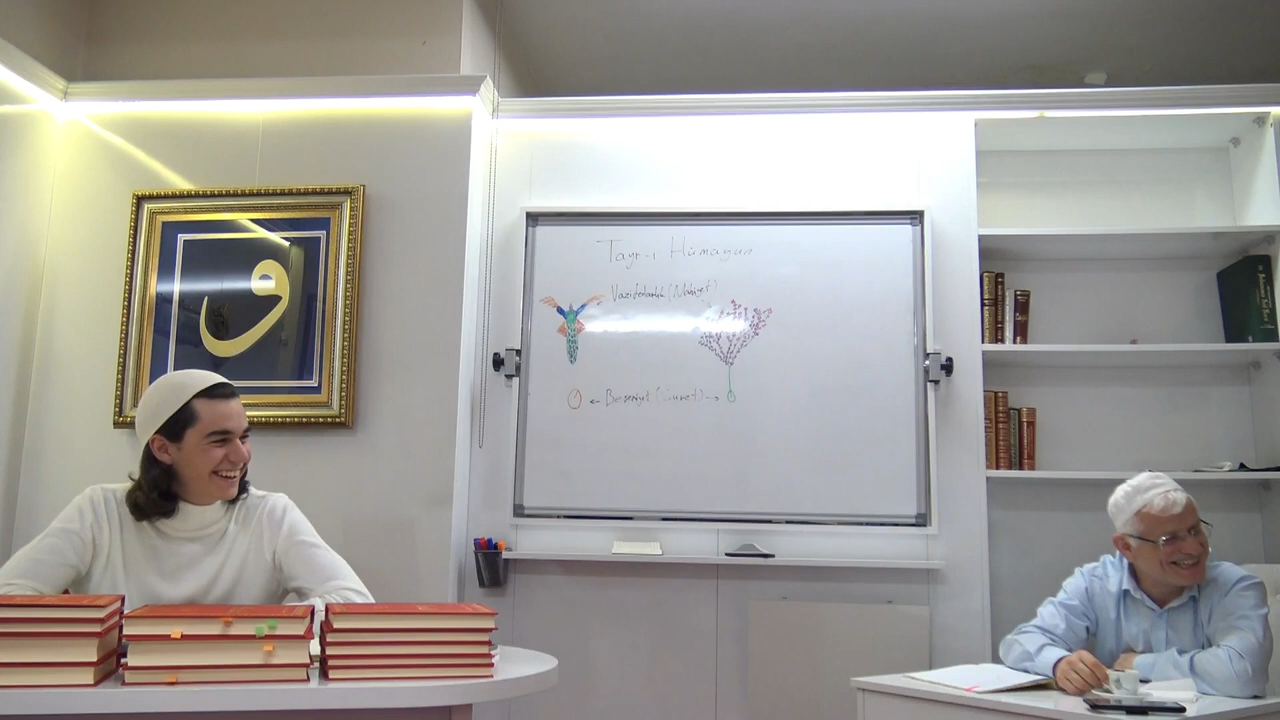 و
Tayr-ı Hümayun
Vazifedarlık (Mahiyet)
← Beşeriyet (Suret) →